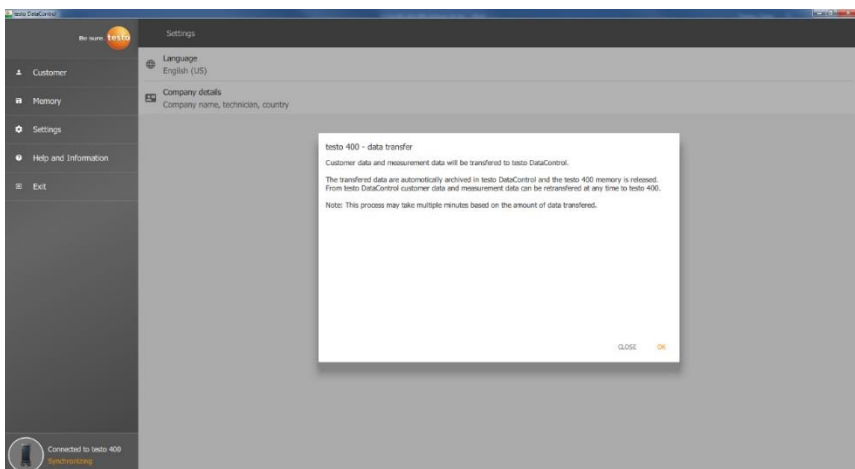 testo DataControl
Be sure. testo
Settings
Customer
Memory
Settings
Help and Information
Exit
Language
English (US)
Company details
Company name, technician, country
testo 400 - data transfer
Customer data and measurement data will be transfered to testo DataControl.
The transfered data are automatically archived in testo DataControl and the testo 400 memory is released.
From testo DataControl customer data and measurement data can be retransfered at any time to testo 400.
Note: This process may take multiple minutes based on the amount of data transfered.
CLOSE OK
Connected to testo 400
Synchronizing